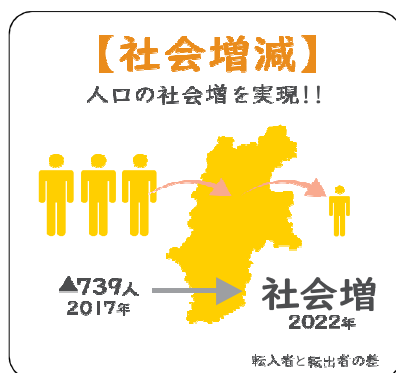 【社会増減】
人口の社会増を実現!!
▲739人
2017年
社会増
2022年
転入者と転出者の差